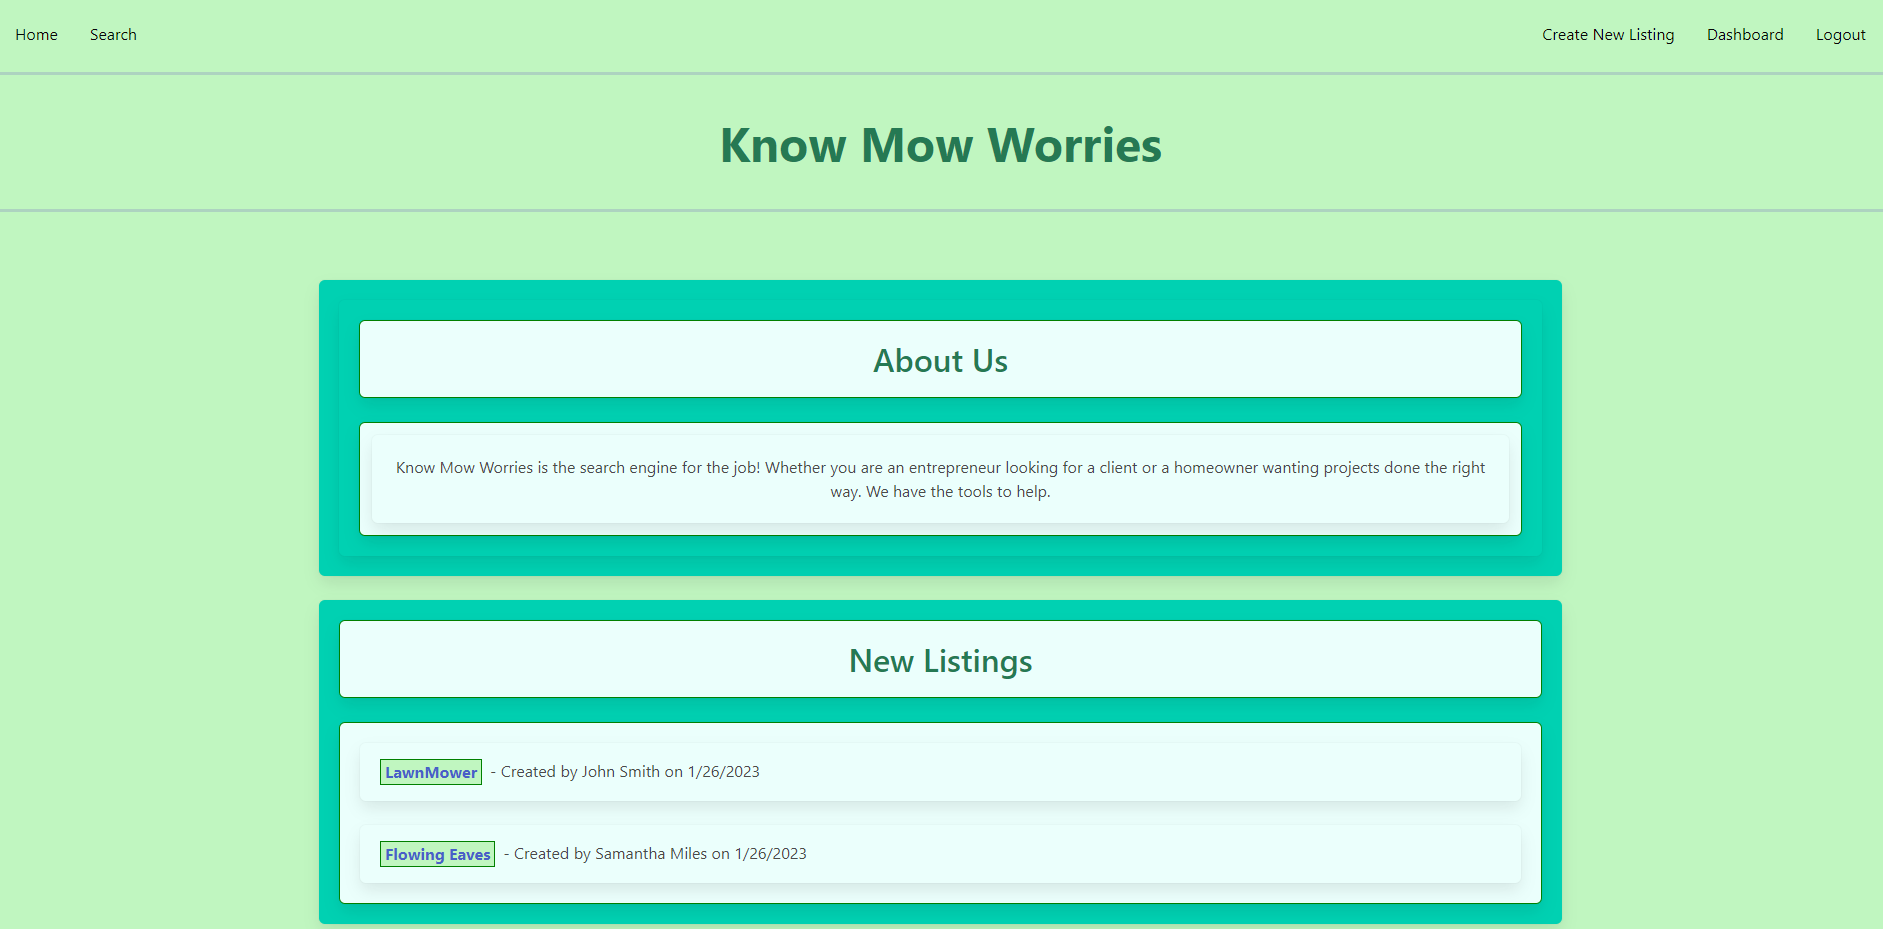 Home Search Create New Listing Dashboard Logout
Know Mow Worries
About Us
Know Mow Worries is the search engine for the job! Whether you are an entrepreneur looking for a client or a homeowner wanting projects done the right
way. We have the tools to help.
New Listings
LawnMower - Created by John Smith on 1/26/2023
Flowing Eaves - Created by Samantha Miles on 1/26/2023